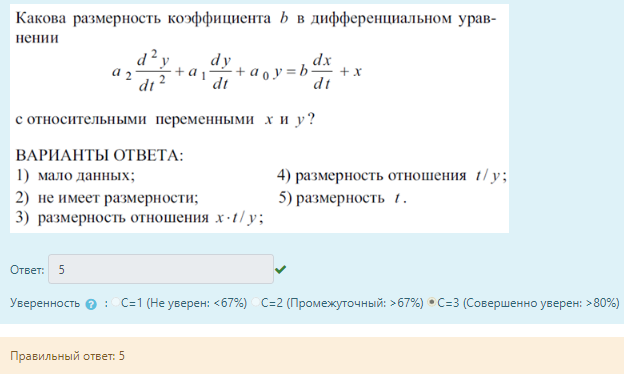 Какова размерность коэффициента b в дифференциальном урав-
нении
a₂ d²y/dt² + a₁ dy/dt + a₀ y = b dx/dt + x
с относительными переменными x и y?
ВАРИАНТЫ ОТВЕТА:
1) мало данных; 4) размерность отношения t/y;
2) не имеет размерности; 5) размерность t.
3) размерность отношения x·t/y;
Ответ: 5
Уверенность ? : C=1 (Не уверен: <67%) C=2 (Промежуточный: >67%) C=3 (Совершенно уверен: >80%)
Правильный ответ: 5